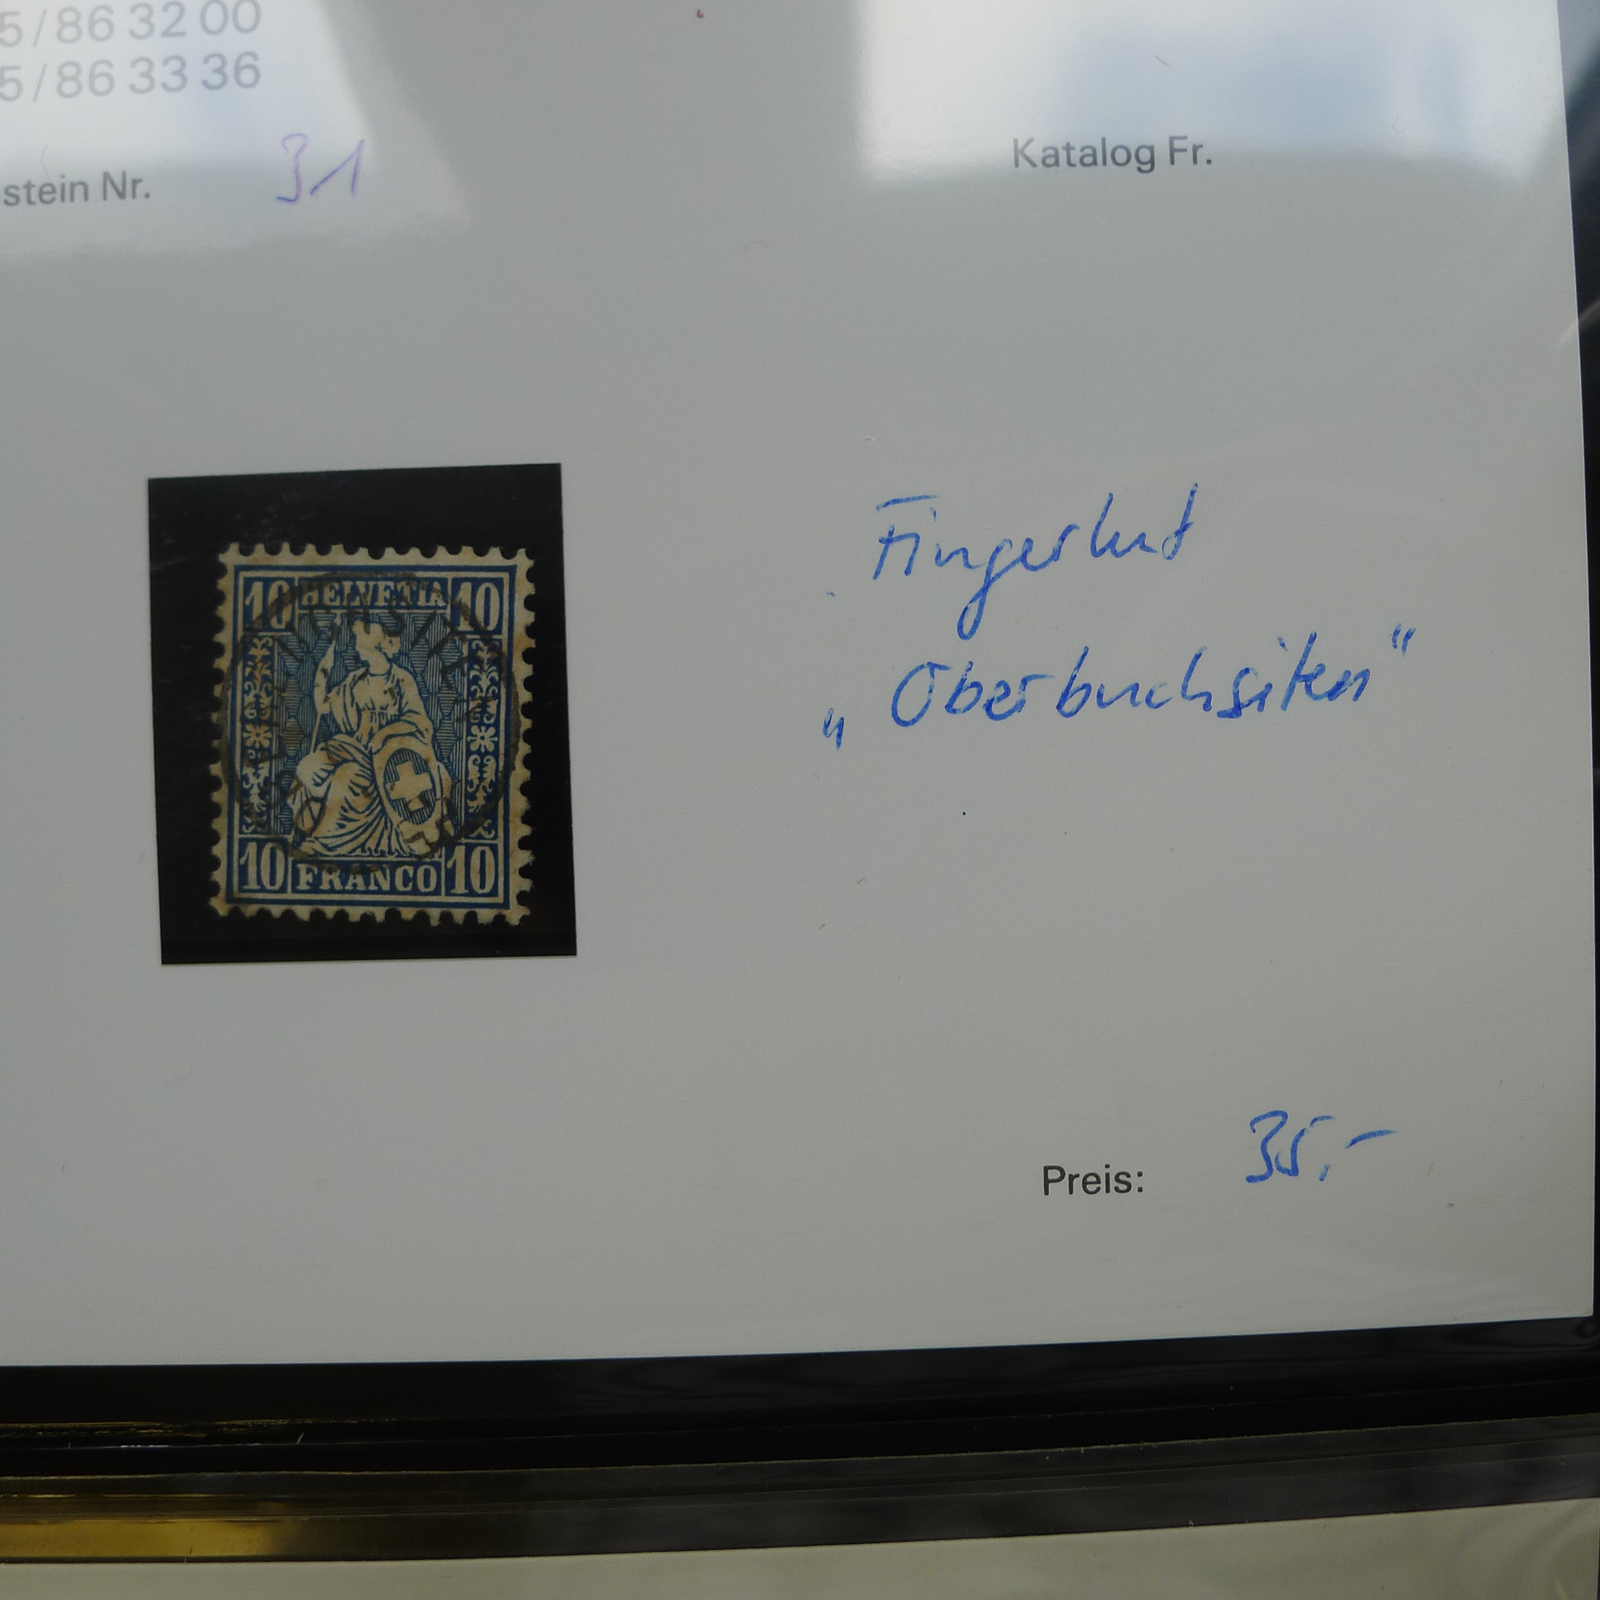 5/86 32 00
5/86 33 36
stein Nr. 31
Katalog Fr.
10 HELVETIA 10
10 FRANCO 10
Fingerhut
„Oberbuchsiten“
Preis: 35.-